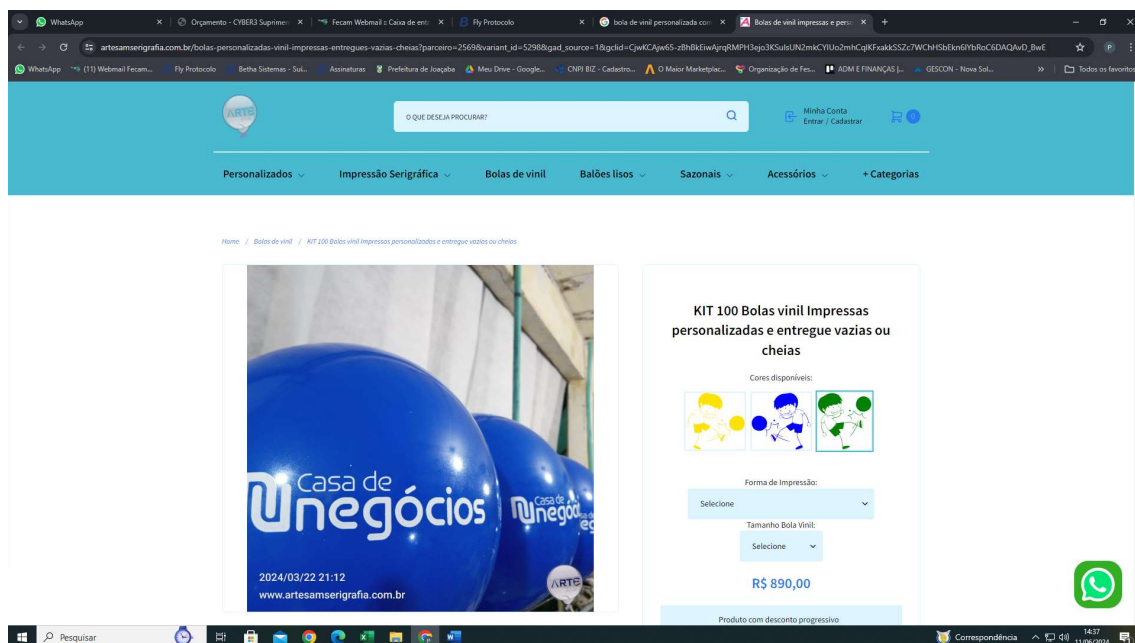 WhatsApp
Orçamento - CYBER3 Suprimen
Fecam Webmail :: Caixa de entr
Fly Protocolo
bola de vinil personalizada com
Bolas de vinil impressas e perso
artesamserigrafia.com.br/bolas-personalizadas-vinil-impressas-entregues-vazias-cheias?parceiro=2569&variant_id=5298&gad_source=1&gclid=
WhatsApp
(11) Webmail Fecam...
Fly Protocolo
Betha Sistemas - Suí...
Assinaturas
Prefeitura de Joaçaba
Meu Drive - Google...
CNPJ BIZ - Cadastro...
O Maior Marketplac...
Organização de Fes...
ADM E FINANÇAS |...
GESCON - Nova Sol...
Todos os favoritos
ARTE
O QUE DESEJA PROCURAR?
Minha Conta
Entrar / Cadastrar
0
Personalizados
Impressão Serigráfica
Bolas de vinil
Balões lisos
Sazonais
Acessórios
+ Categorias
Home / Bolas de vinil / KIT 100 Bolas vinil Impressas personalizadas e entregue vazias ou cheias
casa de
negócios
casa de
2024/03/22 21:12
www.artesamserigrafia.com.br
ARTE
KIT 100 Bolas vinil Impressas
personalizadas e entregue vazias ou
cheias
Cores disponíveis:
Forma de Impressão:
Selecione
Tamanho Bola Vinil:
Selecione
R$ 890,00
Produto com desconto progressivo
Pesquisar
Correspondência
14:37
11/06/2024